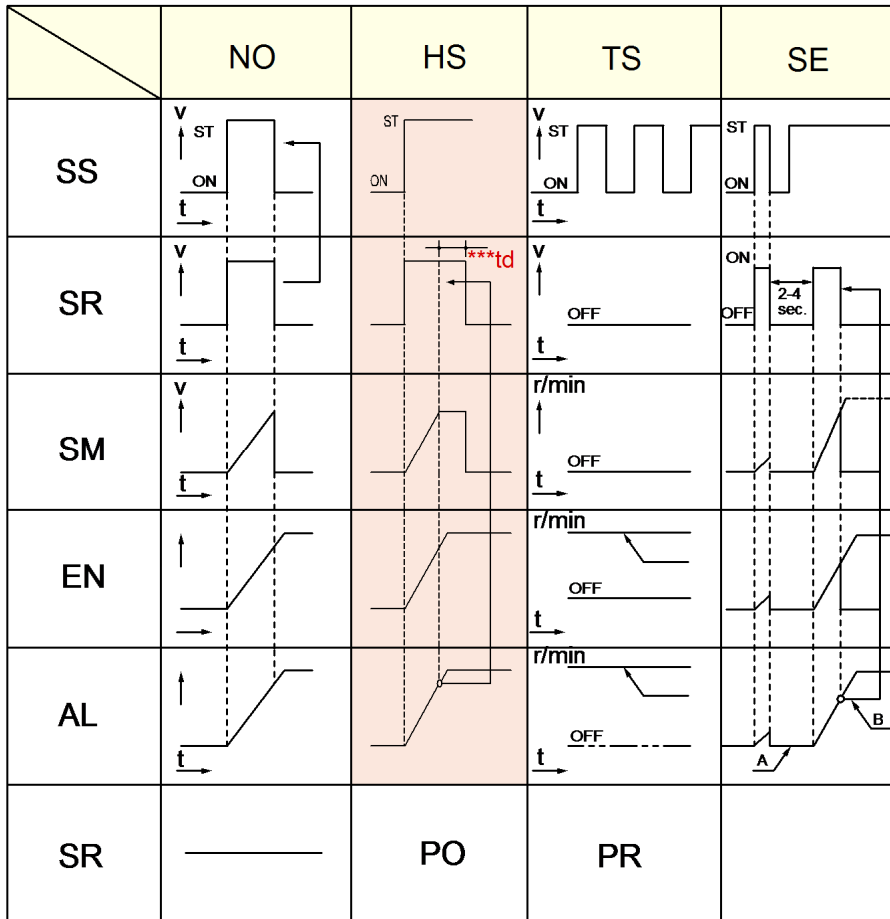 NO HS TS SE
SS
v
ST
ON
t
ST
ON
v
ST
ON
t
ST
ON
SR
v
t
***td
v
OFF
t
ON
OFF
2-4
sec.
SM
v
t
r/min
OFF
t
EN
r/min
OFF
t
AL
t
r/min
OFF
t
A
B
SR
PO
PR